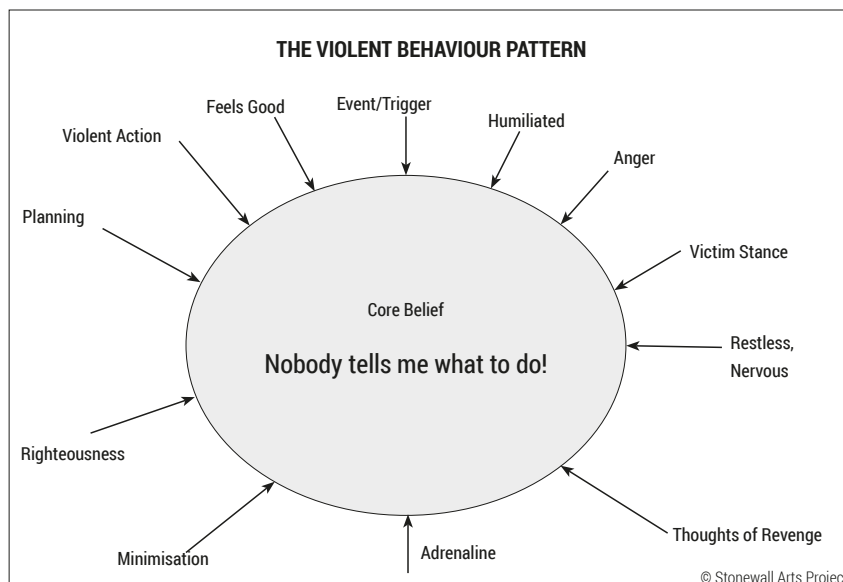 THE VIOLENT BEHAVIOUR PATTERN
Event/Trigger
Humiliated
Anger
Victim Stance
Restless,
Nervous
Thoughts of Revenge
Adrenaline
Minimisation
Righteousness
Planning
Violent Action
Feels Good
Core Belief
Nobody tells me what to do!
© Stonewall Arts Project